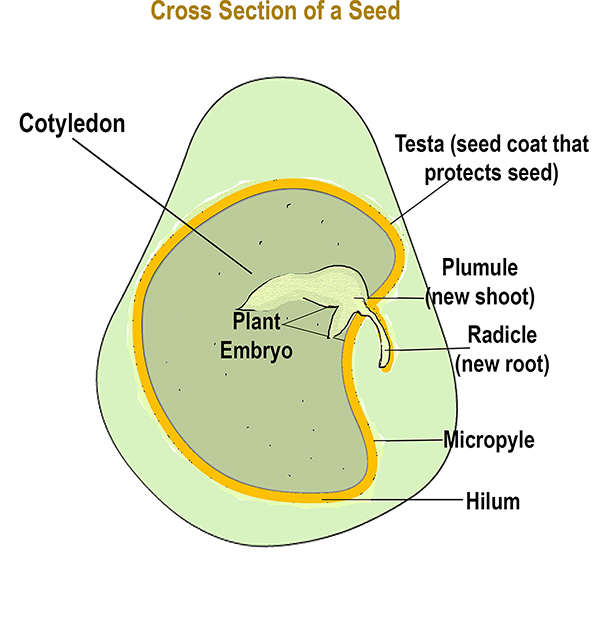 Cross Section of a Seed
Cotyledon
Testa (seed coat that
protects seed)
Plumule
(new shoot)
Plant
Embryo
Radicle
(new root)
Micropyle
Hilum